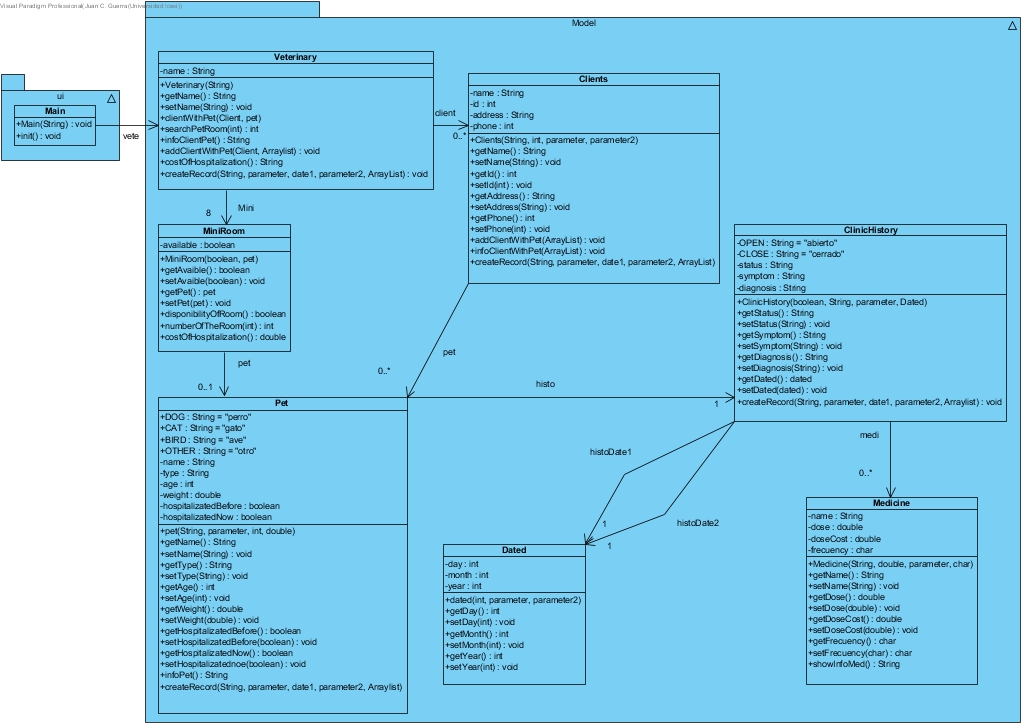 Visual Paradigm Professional(Juan C. Guerra(Universidad Icesi))
Model
ui
Main
+Main(String) : void
+init() : void
vete
Veterinary
-name : String
+Veterinary(String)
+getName() : String
+setName(String) : void
+clientWithPet(Client, pet)
+searchPetRoom(int) : int
+infoClientPet() : String
+addClientWithPet(Client, Arraylist) : void
+costOfHospitalization() : String
+createRecord(String, parameter, date1, parameter2, ArrayList) : void
client
0..*
Clients
-name : String
-id : int
-address : String
-phone : int
+Clients(String, int, parameter, parameter2)
+getName() : String
+setName(String) : void
+getId() : int
+setId(int) : void
+getAddress() : String
+setAddress(String) : void
+getPhone() : int
+setPhone(int) : void
+addClientWithPet(ArrayList) : void
+infoClientWithPet(ArrayList) : void
+createRecord(String, parameter, date1, parameter2, ArrayList)
Mini
8
MiniRoom
-available : boolean
+MiniRoom(boolean, pet)
+getAvaible() : boolean
+setAvaible(boolean) : void
+getPet() : pet
+setPet(pet) : void
+disponibilityOfRoom() : boolean
+numberOfTheRoom(int) : int
+costOfHospitalization() : double
ClinicHistory
-OPEN : String = "abierto"
-CLOSE : String = "cerrado"
-status : String
-symptom : String
-diagnosis : String
+ClinicHistory(boolean, String, parameter, Dated)
+getStatus() : String
+setStatus(String) : void
+getSymptom() : String
+setSymptom(String) : void
+getDiagnosis() : String
+setDiagnosis(String) : void
+getDated() : dated
+setDated(dated) : void
+createRecord(String, parameter, date1, parameter2, Arraylist) : void
pet
0..1
pet
0..*
histo
1
Pet
+DOG : String = "perro"
+CAT : String = "gato"
+BIRD : String = "ave"
+OTHER : String = "otro"
-name : String
-type : String
-age : int
-weight : double
-hospitalizatedBefore : boolean
-hospitalizatedNow : boolean
+pet(String, parameter, int, double)
+getName() : String
+setName(String) : void
+getType() : String
+setType(String) : void
+getAge() : int
+setAge(int) : void
+getWeight() : double
+setWeight(double) : void
+getHospitalizatedBefore() : boolean
+setHospitalizatedBefore(boolean) : void
+getHospitalizatedNow() : boolean
+setHospitalizatednoe(boolean) : void
+infoPet() : String
+createRecord(String, parameter, date1, parameter2, Arraylist)
histoDate1
1
histoDate2
1
medi
0..*
Dated
-day : int
-month : int
-year : int
+dated(int, parameter, parameter2)
+getDay() : int
+setDay(int) : void
+getMonth() : int
+setMonth(int) : void
+getYear() : int
+setYear(int) : void
Medicine
-name : String
-dose : double
-doseCost : double
-frecuency : char
+Medicine(String, double, parameter, char)
+getName() : String
+setName(String) : void
+getDose() : double
+setDose(double) : void
+getDoseCost() : double
+setDoseCost(double) : void
+getFrecuency() : char
+setFrecuency(char) : char
+showInfoMed() : String